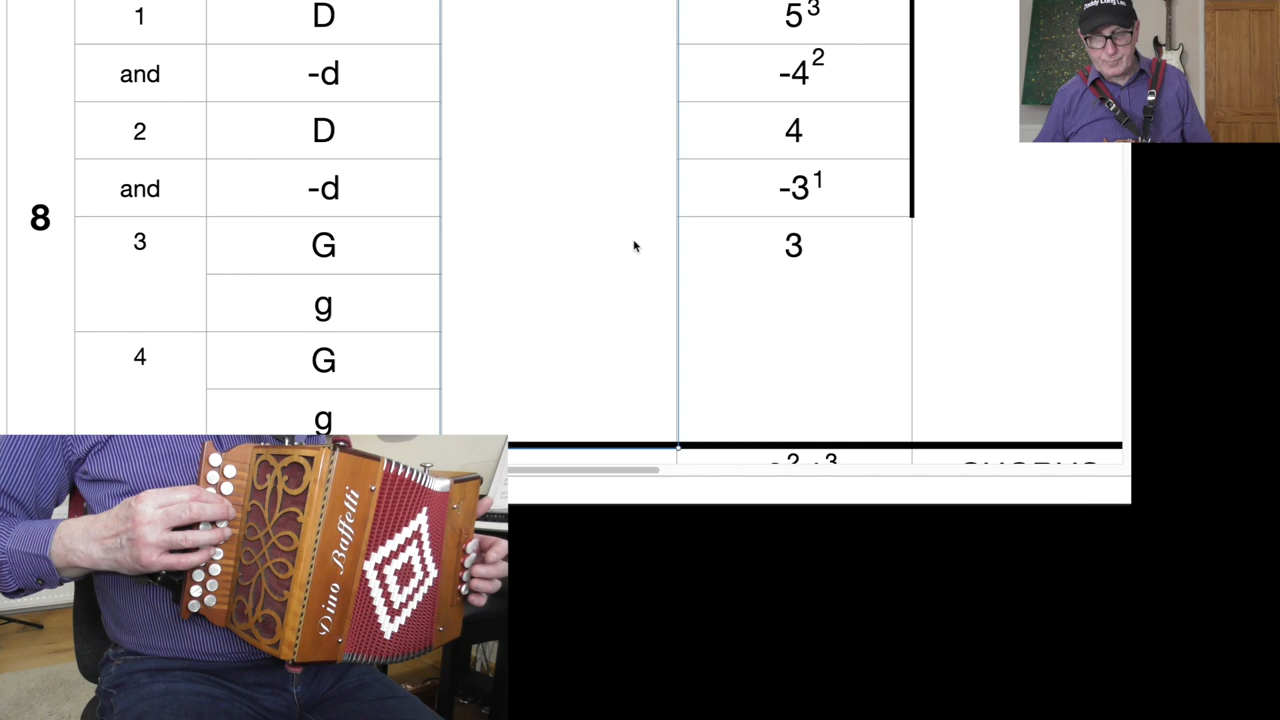 1 D 5³
and -d -4²
2 D 4
and -d -3¹
8
3 G 3
g
4 G
g
Dino Baffetti